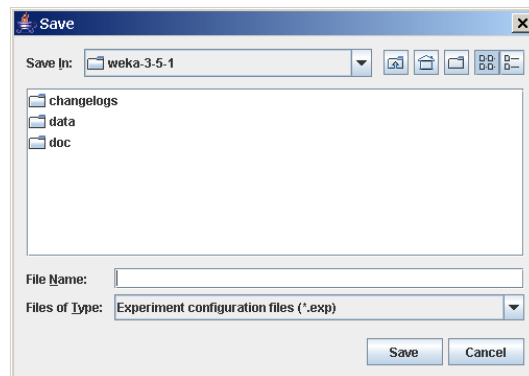 Save
Save In: weka-3-5-1
changelogs
data
doc
File Name:
Files of Type: Experiment configuration files (*.exp)
Save Cancel